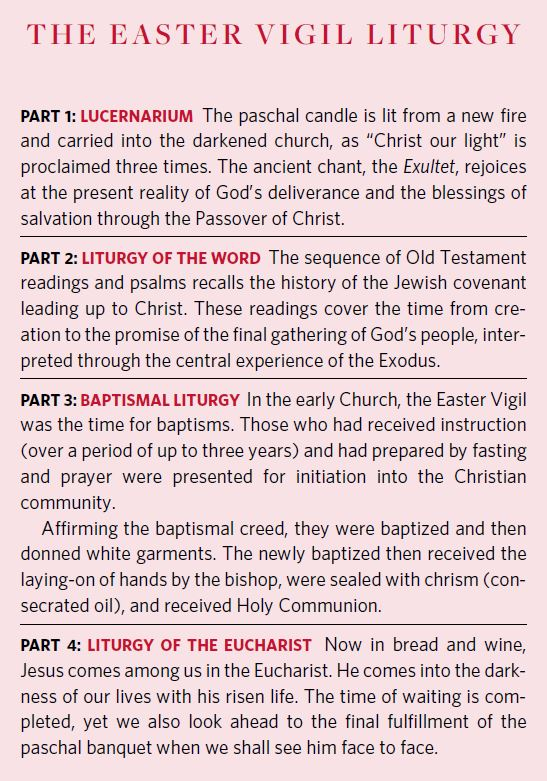 THE EASTER VIGIL LITURGY
PART 1: LUCERNARIUM The paschal candle is lit from a new fire
and carried into the darkened church, as “Christ our light” is
proclaimed three times. The ancient chant, the Exultet, rejoices
at the present reality of God’s deliverance and the blessings of
salvation through the Passover of Christ.
PART 2: LITURGY OF THE WORD The sequence of Old Testament
readings and psalms recalls the history of the Jewish covenant
leading up to Christ. These readings cover the time from cre-
ation to the promise of the final gathering of God’s people, inter-
preted through the central experience of the Exodus.
PART 3: BAPTISMAL LITURGY In the early Church, the Easter Vigil
was the time for baptisms. Those who had received instruction
(over a period of up to three years) and had prepared by fasting
and prayer were presented for initiation into the Christian
community.
Affirming the baptismal creed, they were baptized and then
donned white garments. The newly baptized then received the
laying-on of hands by the bishop, were sealed with chrism (con-
secrated oil), and received Holy Communion.
PART 4: LITURGY OF THE EUCHARIST Now in bread and wine,
Jesus comes among us in the Eucharist. He comes into the dark-
ness of our lives with his risen life. The time of waiting is com-
pleted, yet we also look ahead to the final fulfillment of the
paschal banquet when we shall see him face to face.